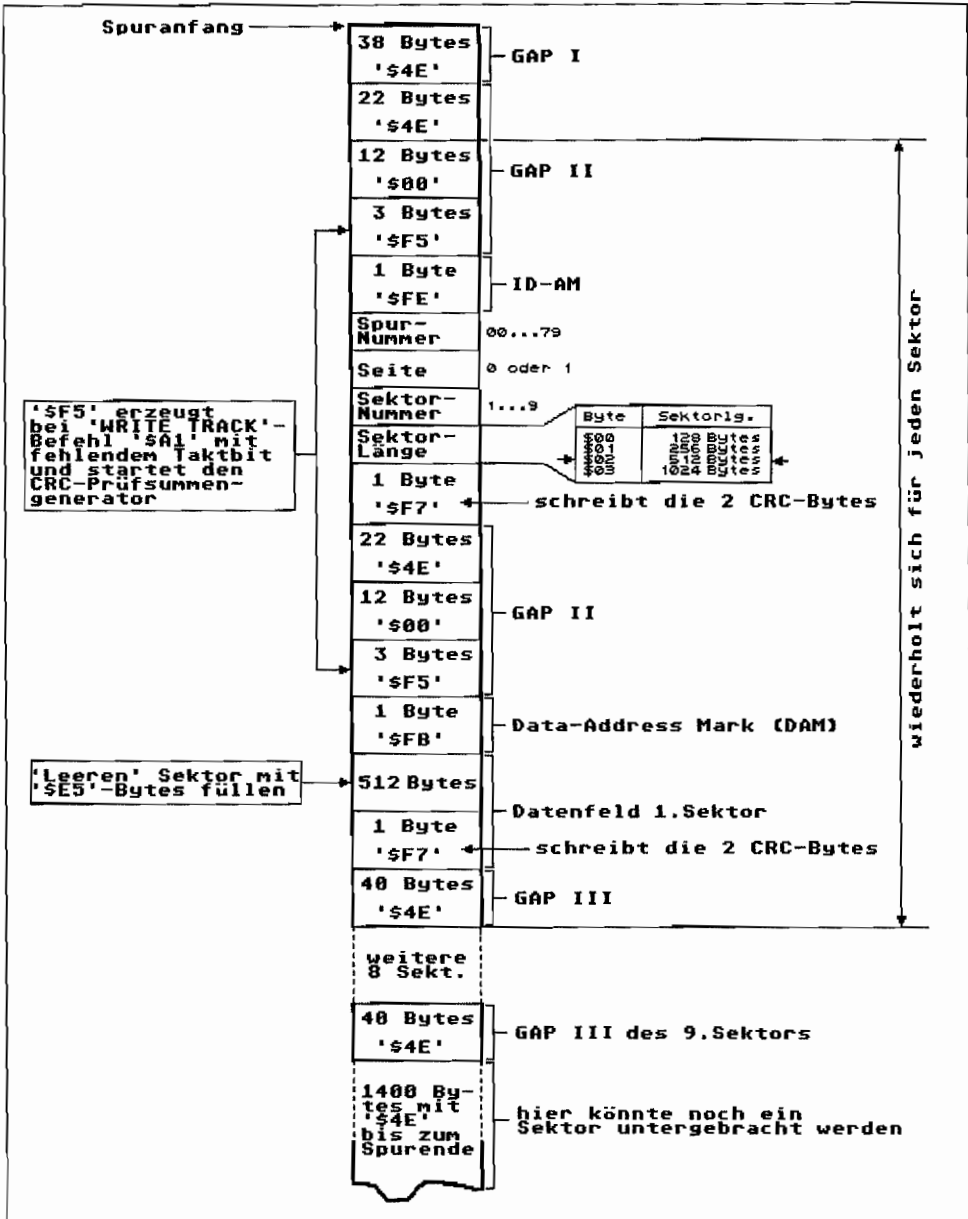 Spuranfang
38 Bytes
'$4E'
GAP I
22 Bytes
'$4E'
12 Bytes
'$00'
GAP II
3 Bytes
'$F5'
1 Byte
'$FE'
ID-AM
Spur-
Nummer
00...79
Seite
0 oder 1
Sektor-
Nummer
1...9
Sektor-
Länge
Byte Sektorlg.
$00 128 Bytes
$01 256 Bytes
$02 512 Bytes
$03 1024 Bytes
'$F5' erzeugt
bei 'WRITE TRACK'-
Befehl '$A1' mit
fehlendem Taktbit
und startet den
CRC-Prüfsummen-
generator
1 Byte
'$F7'
schreibt die 2 CRC-Bytes
22 Bytes
'$4E'
12 Bytes
'$00'
GAP II
3 Bytes
'$F5'
1 Byte
'$FB'
Data-Address Mark (DAM)
'Leeren' Sektor mit
'$E5'-Bytes füllen
512 Bytes
Datenfeld 1.Sektor
1 Byte
'$F7'
schreibt die 2 CRC-Bytes
40 Bytes
'$4E'
GAP III
wiederholt sich für jeden Sektor
weitere
8 Sekt.
40 Bytes
'$4E'
GAP III des 9.Sektors
1400 By-
tes mit
'$4E'
bis zum
Spurende
hier könnte noch ein
Sektor untergebracht werden